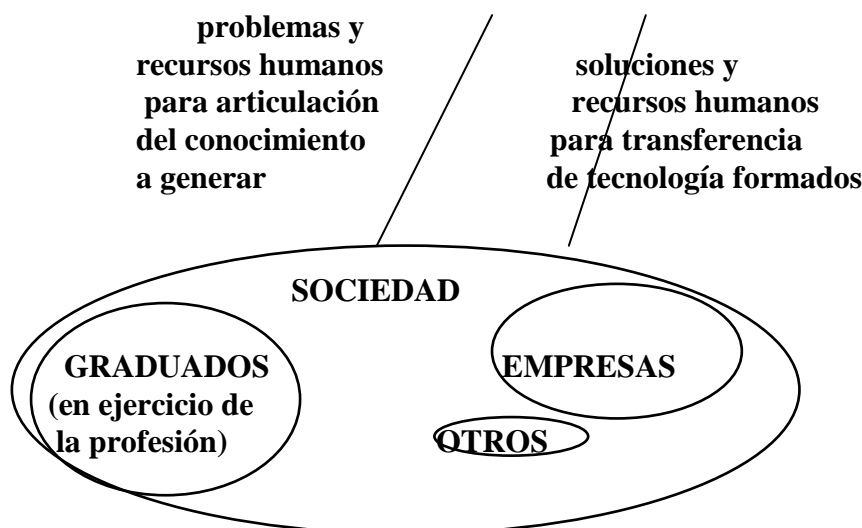 problemas y
recursos humanos
para articulación
del conocimiento
a generar
soluciones y
recursos humanos
para transferencia
de tecnología formados
SOCIEDAD
GRADUADOS
(en ejercicio de
la profesión)
EMPRESAS
OTROS